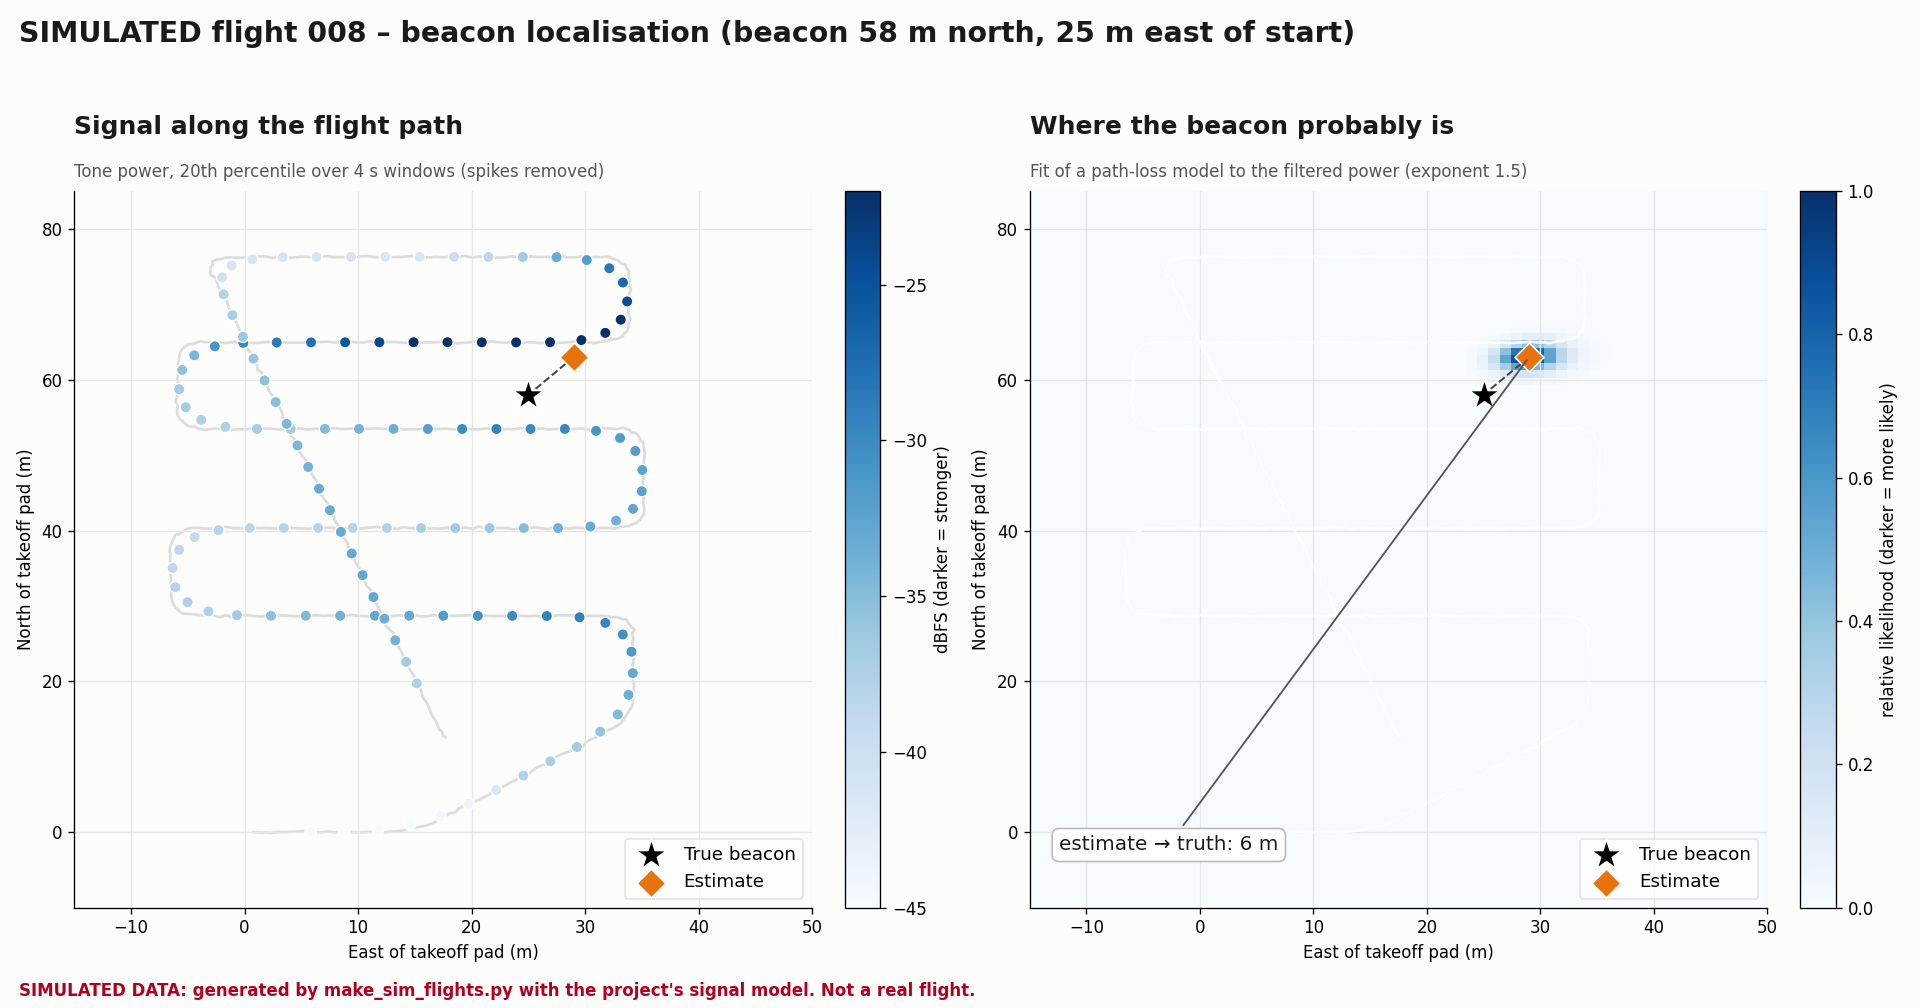 SIMULATED flight 008 – beacon localisation (beacon 58 m north, 25 m east of start)
Signal along the flight path
Tone power, 20th percentile over 4 s windows (spikes removed)
80
60
40
20
0
−10
0
10
20
30
40
50
North of takeoff pad (m)
East of takeoff pad (m)
True beacon
Estimate
−25
−30
−35
−40
−45
dBFS (darker = stronger)
Where the beacon probably is
Fit of a path-loss model to the filtered power (exponent 1.5)
80
60
40
20
0
−10
0
10
20
30
40
50
North of takeoff pad (m)
East of takeoff pad (m)
estimate → truth: 6 m
True beacon
Estimate
1.0
0.8
0.6
0.4
0.2
0.0
relative likelihood (darker = more likely)
SIMULATED DATA: generated by make_sim_flights.py with the project's signal model. Not a real flight.